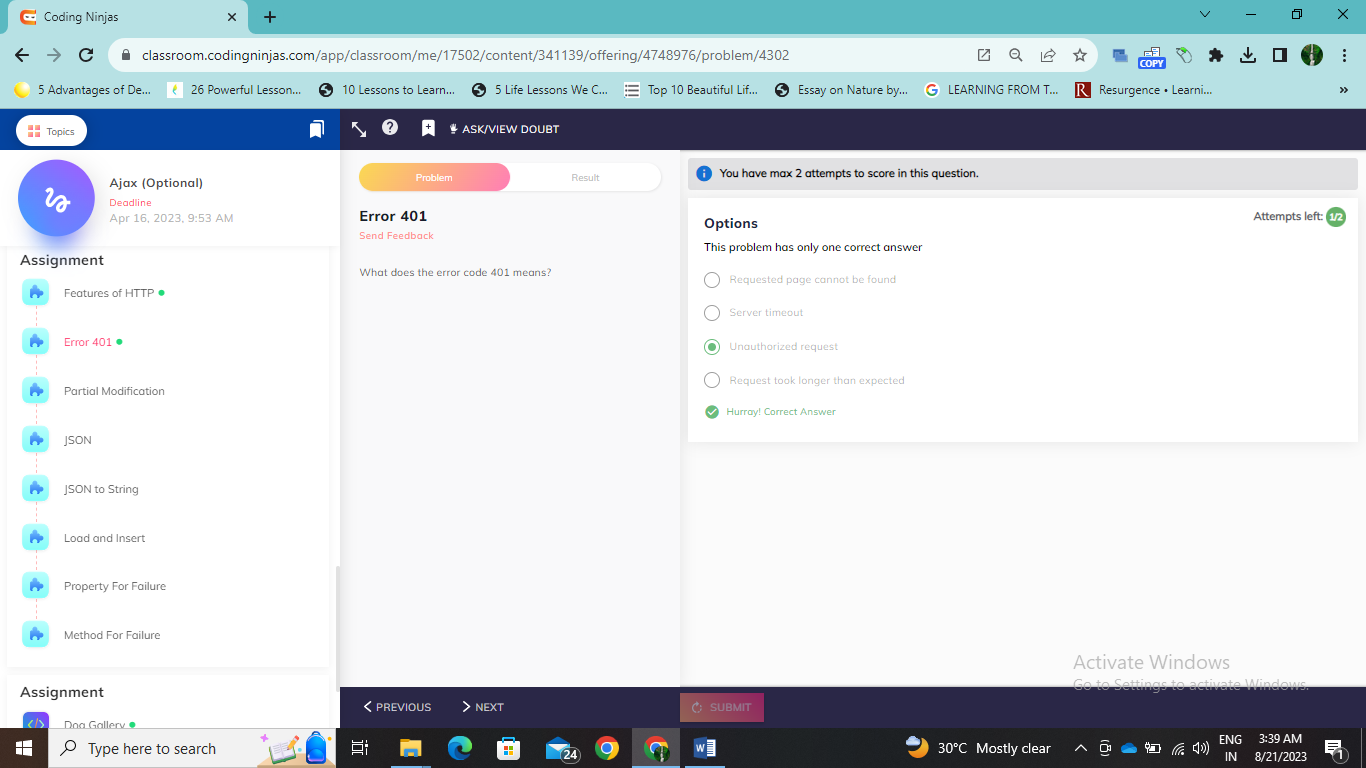 Coding Ninjas
classroom.codingninjas.com/app/classroom/me/17502/content/341139/offering/4748976/problem/4302
COPY
5 Advantages of De...
26 Powerful Lesson...
10 Lessons to Learn...
5 Life Lessons We C...
Top 10 Beautiful Lif...
Essay on Nature by...
LEARNING FROM T...
Resurgence • Learni...
»
Topics
ASK/VIEW DOUBT
Ajax (Optional)
Deadline
Apr 16, 2023, 9:53 AM
Assignment
Features of HTTP
Error 401
Partial Modification
JSON
JSON to String
Load and Insert
Property For Failure
Method For Failure
Assignment
Dog Gallery
Problem
Result
Error 401
Send Feedback
What does the error code 401 means?
You have max 2 attempts to score in this question.
Options
Attempts left: 1/2
This problem has only one correct answer
Requested page cannot be found
Server timeout
Unauthorized request
Request took longer than expected
Hurray! Correct Answer
Activate Windows
Go to Settings to activate Windows.
PREVIOUS
NEXT
SUBMIT
Type here to search
24
30°C Mostly clear
ENG
IN
3:39 AM
8/21/2023
1